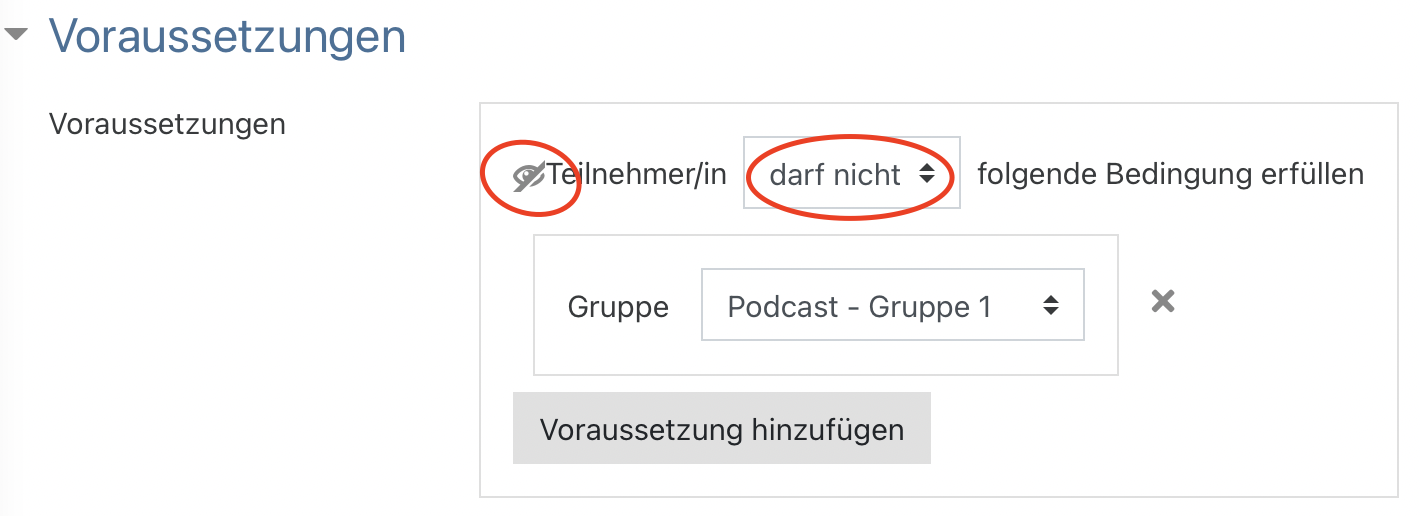 Voraussetzungen
Voraussetzungen
Teilnehmer/in darf nicht folgende Bedingung erfüllen
Gruppe Podcast - Gruppe 1
Voraussetzung hinzufügen